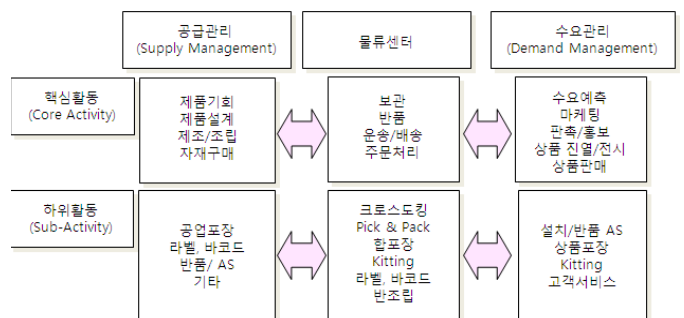 공급관리
(Supply Management)
물류센터
수요관리
(Demand Management)
핵심활동
(Core Activity)
제품기회
제품설계
제조/조립
자재구매
보관
반품
운송/배송
주문처리
수요예측
마케팅
판촉/홍보
상품 진열/전시
상품판매
하위활동
(Sub-Activity)
공업포장
라벨, 바코드
반품/ AS
기타
크로스도킹
Pick & Pack
합포장
Kitting
라벨, 바코드
반조립
설치/반품 AS
상품포장
Kitting
고객서비스